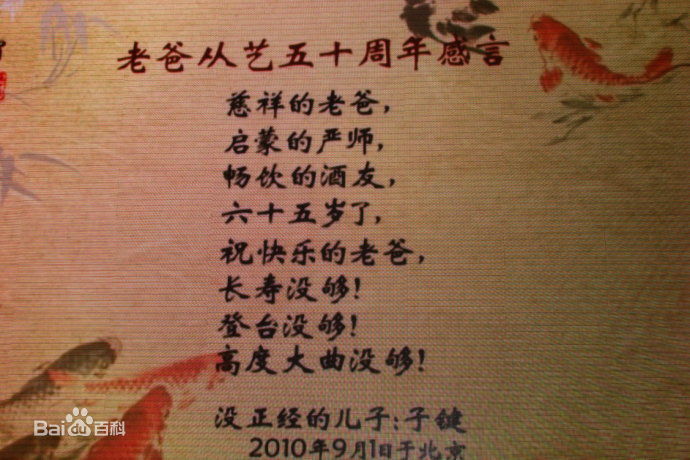 老爸从艺五十周年感言
慈祥的老爸，
启蒙的严师，
畅饮的酒友，
六十五岁了，
祝快乐的老爸，
长寿没够！
登台没够！
高度大曲没够！
没正经的儿子：子键
2010年9月1日于北京
Baidu百科